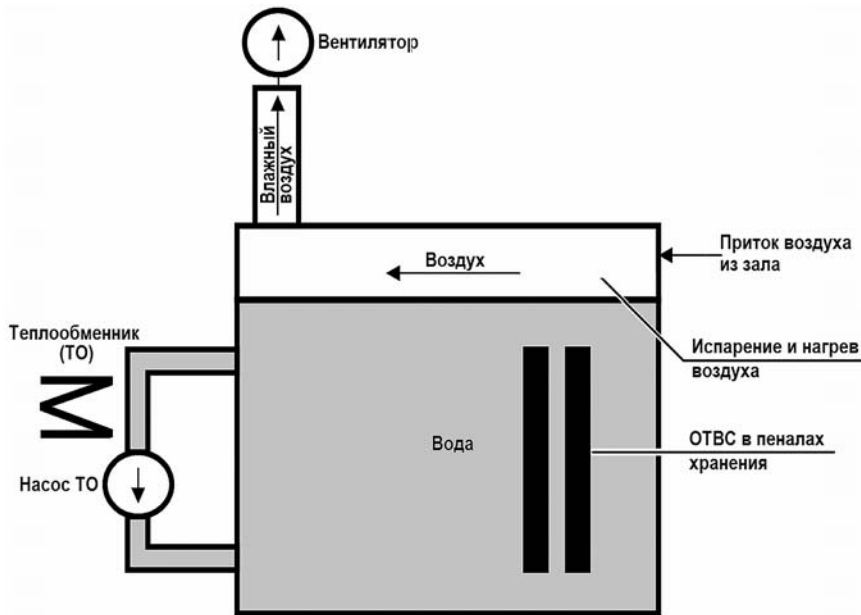 Вентилятор
Влажный
воздух
Воздух
Приток воздуха
из зала
Теплообменник
(ТО)
Испарение и нагрев
воздуха
Вода
ОТВС в пеналах
хранения
Насос ТО